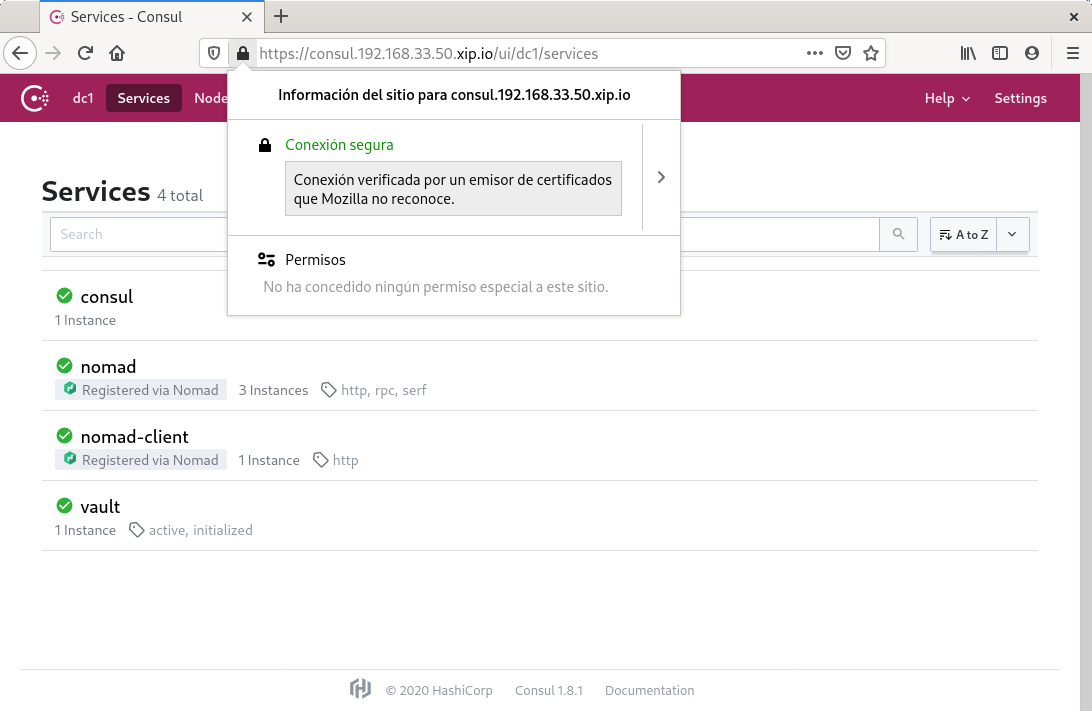 Services - Consul
https://consul.192.168.33.50.xip.io/ui/dc1/services
dc1 Services Node Help Settings
Información del sitio para consul.192.168.33.50.xip.io
Conexión segura
Conexión verificada por un emisor de certificados
que Mozilla no reconoce.
Permisos
No ha concedido ningún permiso especial a este sitio.
Services 4 total
Search
A to Z
consul
1 Instance
nomad
Registered via Nomad 3 Instances http, rpc, serf
nomad-client
Registered via Nomad 1 Instance http
vault
1 Instance active, initialized
© 2020 HashiCorp Consul 1.8.1 Documentation